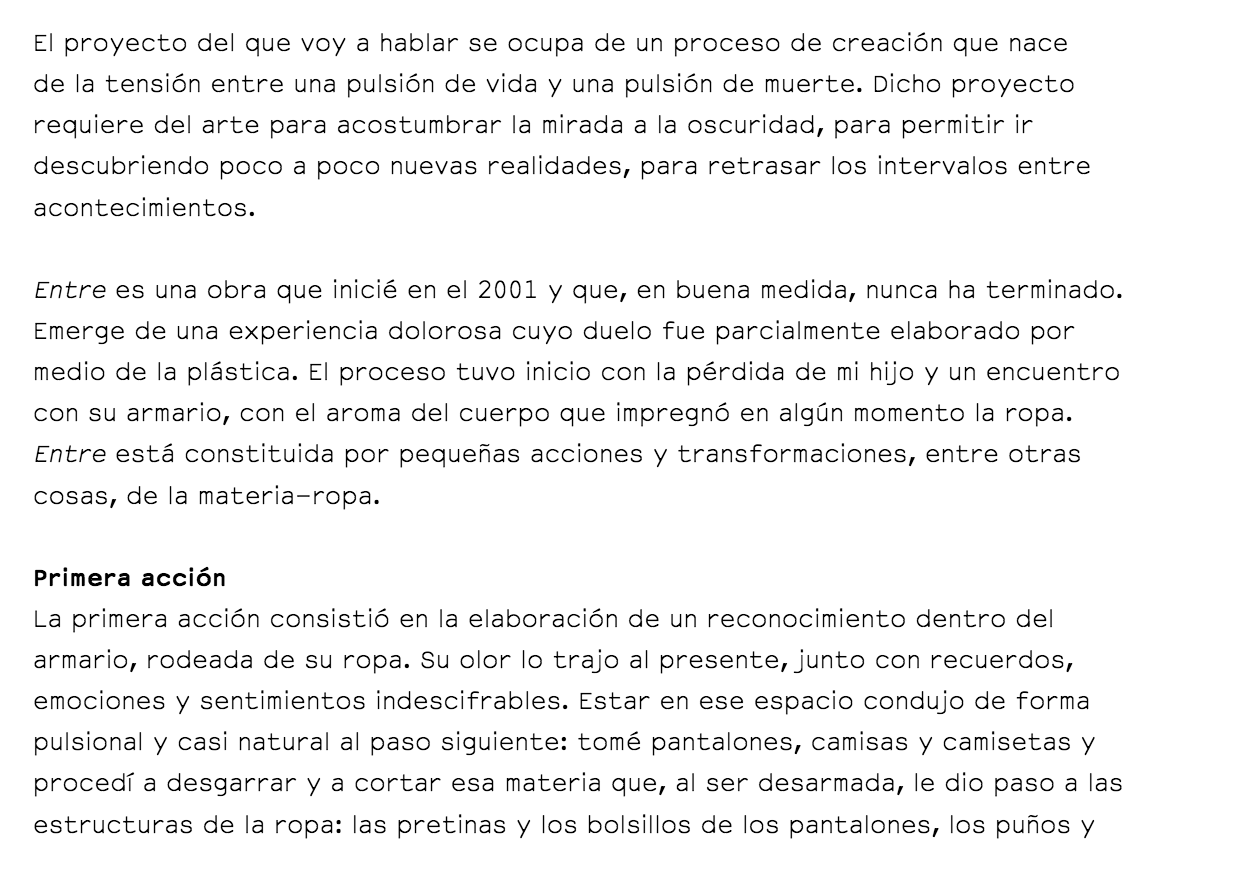 El proyecto del que voy a hablar se ocupa de un proceso de creación que nace
de la tensión entre una pulsión de vida y una pulsión de muerte. Dicho proyecto
requiere del arte para acostumbrar la mirada a la oscuridad, para permitir ir
descubriendo poco a poco nuevas realidades, para retrasar los intervalos entre
acontecimientos.
Entre es una obra que inicié en el 2001 y que, en buena medida, nunca ha terminado.
Emerge de una experiencia dolorosa cuyo duelo fue parcialmente elaborado por
medio de la plástica. El proceso tuvo inicio con la pérdida de mi hijo y un encuentro
con su armario, con el aroma del cuerpo que impregnó en algún momento la ropa.
Entre está constituida por pequeñas acciones y transformaciones, entre otras
cosas, de la materia–ropa.
Primera acción
La primera acción consistió en la elaboración de un reconocimiento dentro del
armario, rodeada de su ropa. Su olor lo trajo al presente, junto con recuerdos,
emociones y sentimientos indescifrables. Estar en ese espacio condujo de forma
pulsional y casi natural al paso siguiente: tomé pantalones, camisas y camisetas y
procedí a desgarrar y a cortar esa materia que, al ser desarmada, le dio paso a las
estructuras de la ropa: las pretinas y los bolsillos de los pantalones, los puños y